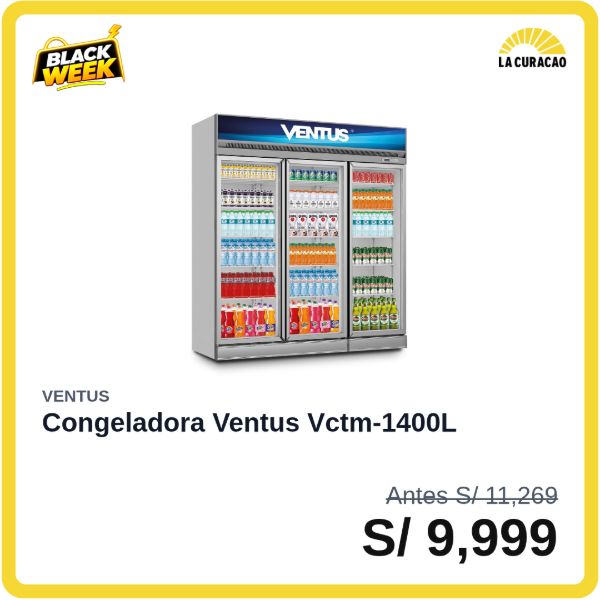 BLACK
WEEK
LA CURACAO
VENTUS
VENTUS
Congeladora Ventus Vctm-1400L
Antes S/ 11,269
S/ 9,999